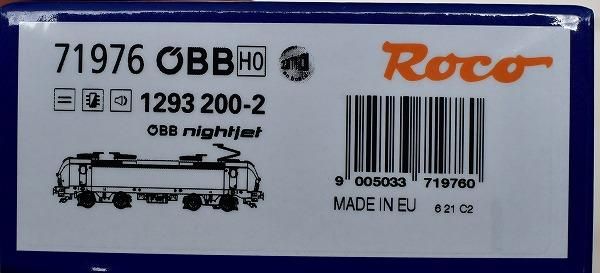 71976 ÖBB H0
Roco
1293 200-2
ÖBB nightjet
9 005033 719760
MADE IN EU 6 21 C2